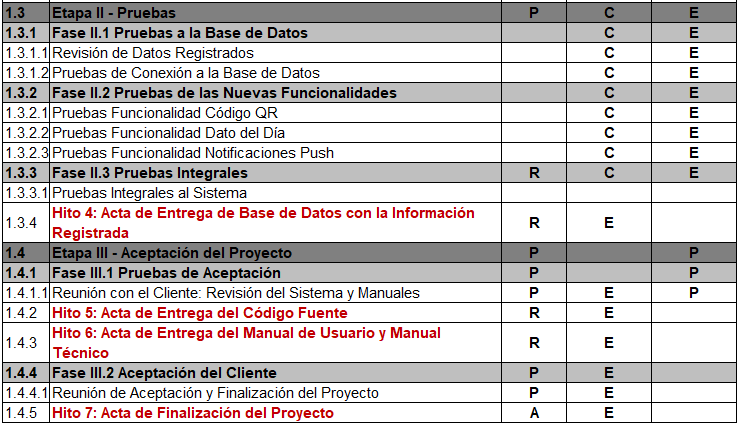 1.3 Etapa II - Pruebas P C E
1.3.1 Fase II.1 Pruebas a la Base de Datos C E
1.3.1.1 Revisión de Datos Registrados C E
1.3.1.2 Pruebas de Conexión a la Base de Datos C E
1.3.2 Fase II.2 Pruebas de las Nuevas Funcionalidades C E
1.3.2.1 Pruebas Funcionalidad Código QR C E
1.3.2.2 Pruebas Funcionalidad Dato del Día C E
1.3.2.3 Pruebas Funcionalidad Notificaciones Push C E
1.3.3 Fase II.3 Pruebas Integrales R C E
1.3.3.1 Pruebas Integrales al Sistema
1.3.4 Hito 4: Acta de Entrega de Base de Datos con la Información
Registrada R E
1.4 Etapa III - Aceptación del Proyecto P P
1.4.1 Fase III.1 Pruebas de Aceptación P P
1.4.1.1 Reunión con el Cliente: Revisión del Sistema y Manuales P E P
1.4.2 Hito 5: Acta de Entrega del Código Fuente R E
1.4.3 Hito 6: Acta de Entrega del Manual de Usuario y Manual
Técnico R E
1.4.4 Fase III.2 Aceptación del Cliente P E
1.4.4.1 Reunión de Aceptación y Finalización del Proyecto P E
1.4.5 Hito 7: Acta de Finalización del Proyecto A E